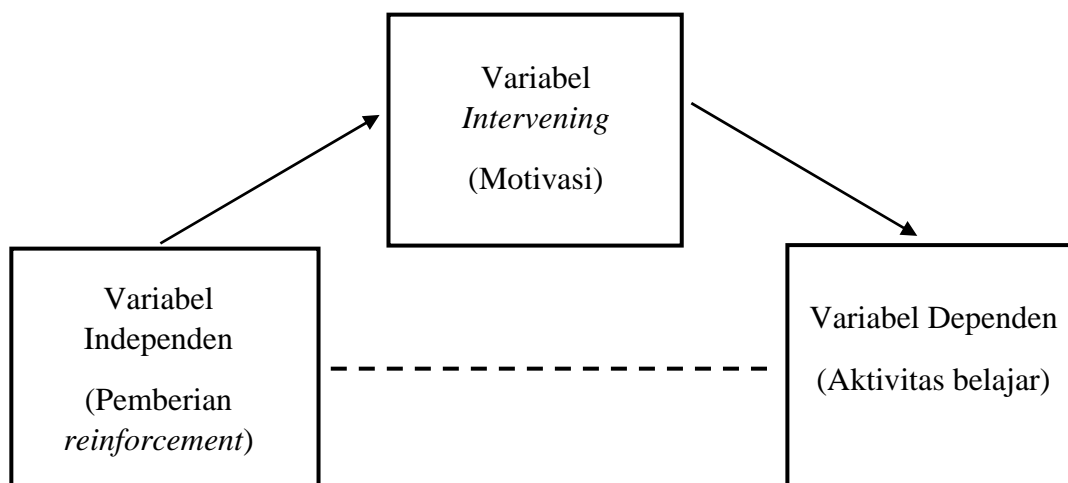 Variabel
Intervening
(Motivasi)
Variabel
Independen
(Pemberian
reinforcement)
Variabel Dependen
(Aktivitas belajar)